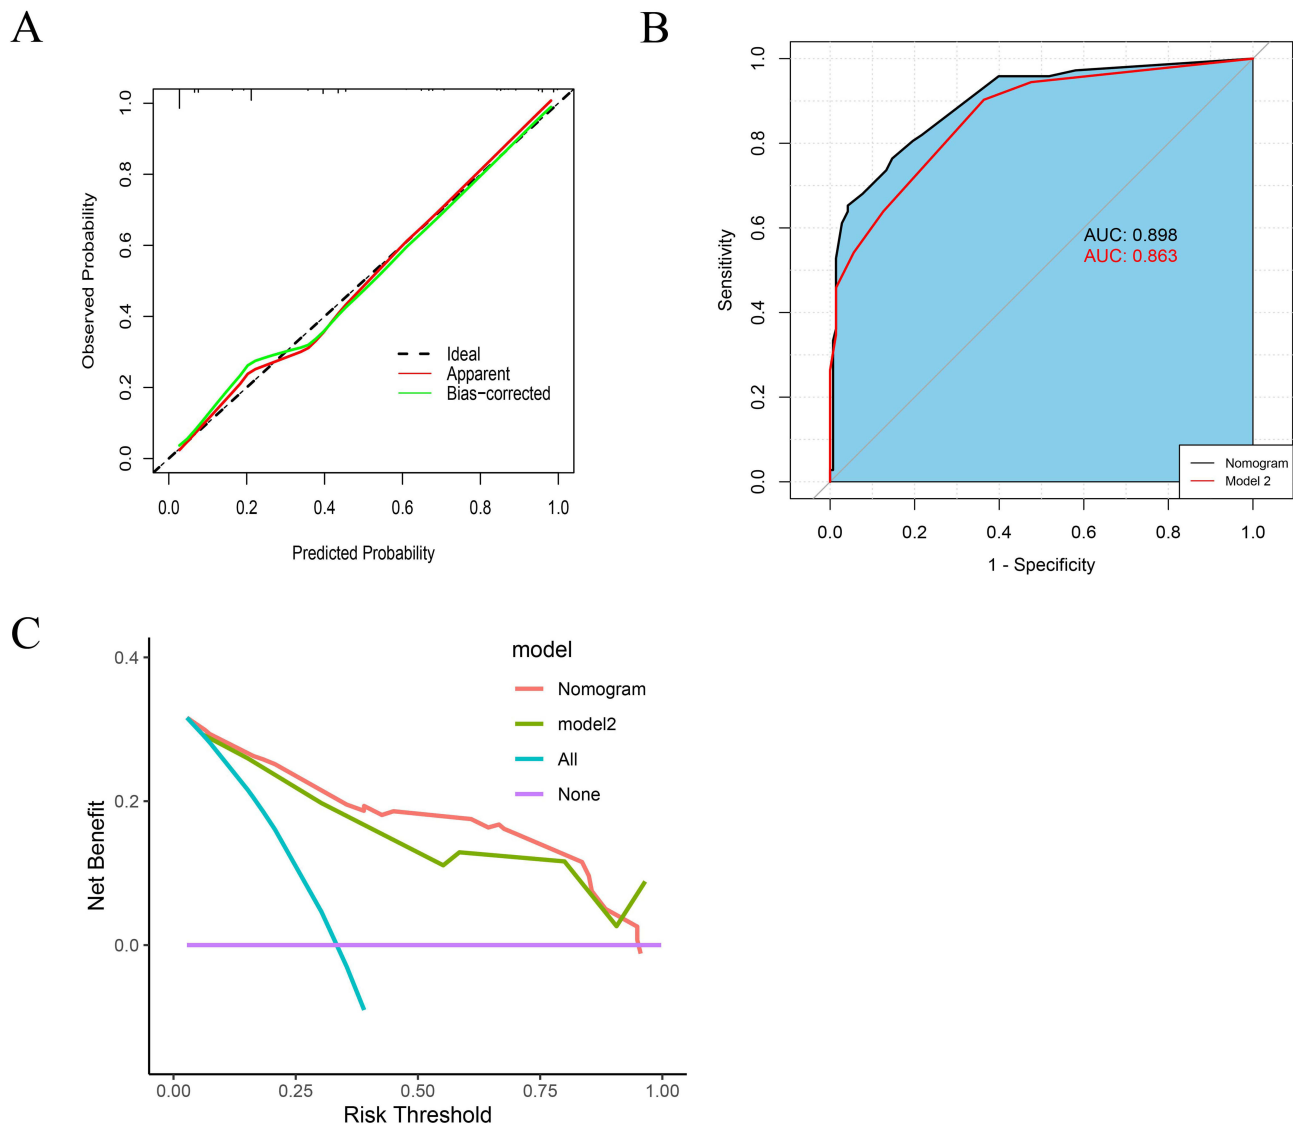 A
Observed Probability
1.0
0.8
0.6
0.4
0.2
0.0
Ideal
Apparent
Bias-corrected
0.0 0.2 0.4 0.6 0.8 1.0
Predicted Probability
B
Sensitivity
1.0
0.8
0.6
0.4
0.2
0.0
AUC: 0.898
AUC: 0.863
Nomogram
Model 2
0.0 0.2 0.4 0.6 0.8 1.0
1 - Specificity
C
Net Benefit
0.4
0.2
0.0
model
Nomogram
model2
All
None
0.00 0.25 0.50 0.75 1.00
Risk Threshold